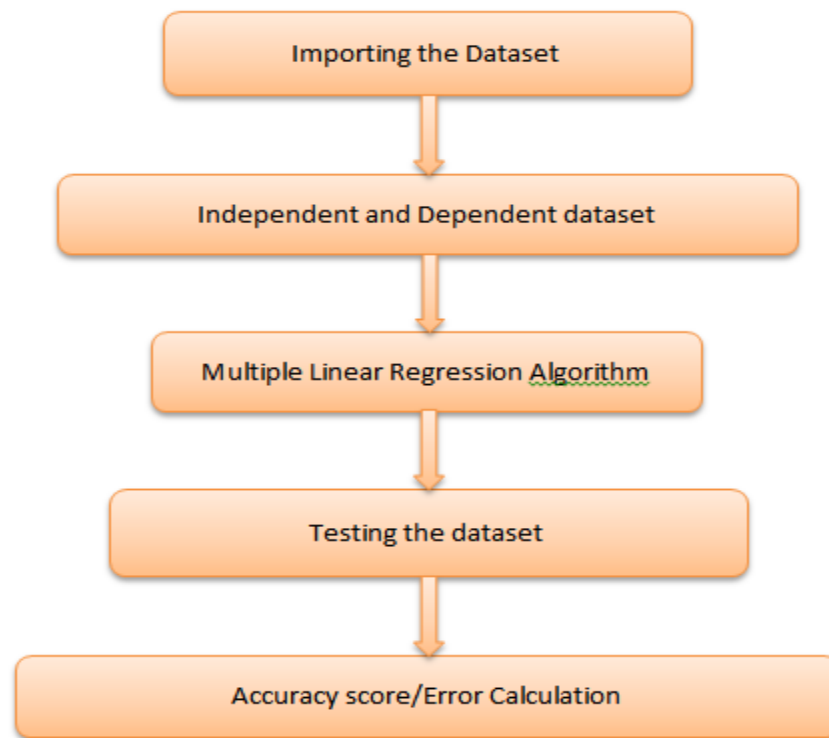 Importing the Dataset
Independent and Dependent dataset
Multiple Linear Regression Algorithm
Testing the dataset
Accuracy score/Error Calculation